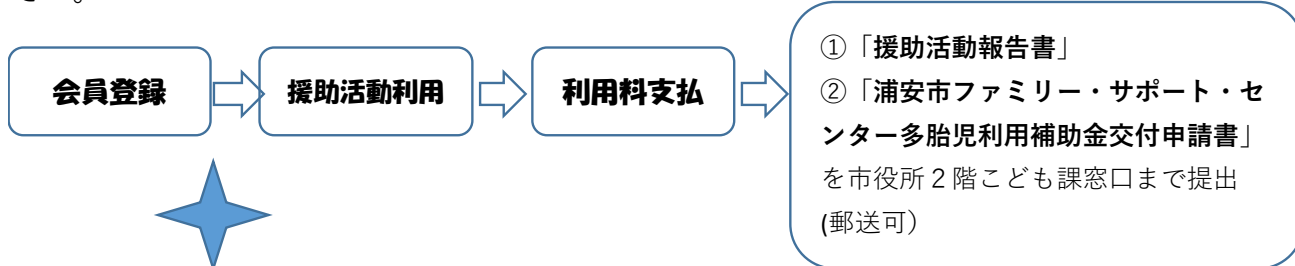 会員登録
援助活動利用
利用料支払
①「援助活動報告書」
②「浦安市ファミリー・サポート・セ
ンター多胎児利用補助金交付申請書」
を市役所２階こども課窓口まで提出
(郵送可）